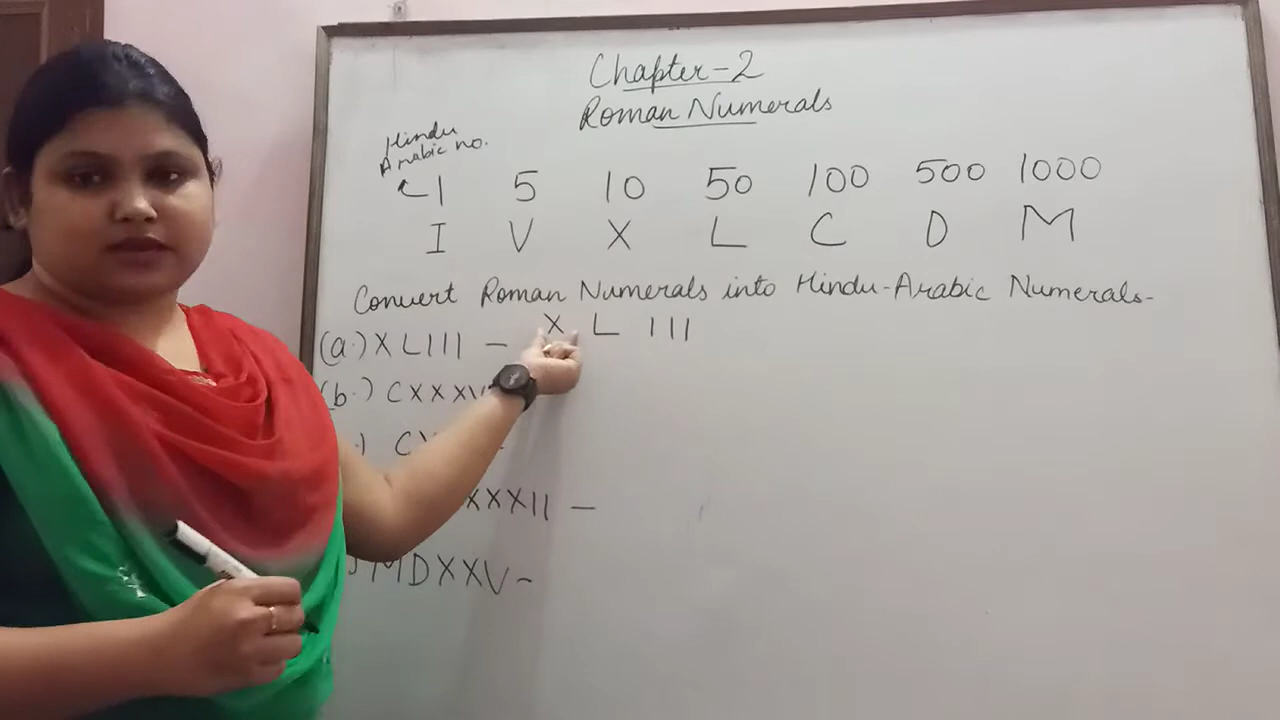 Chapter-2
Roman Numerals
Hindu
Arabic no.
1 5 10 50 100 500 1000
I V X L C D M
Convert Roman Numerals into Hindu-Arabic Numerals-
X L III
(a.) XLIII -
(b.) CXXXV
XXXII -
MDXXV -